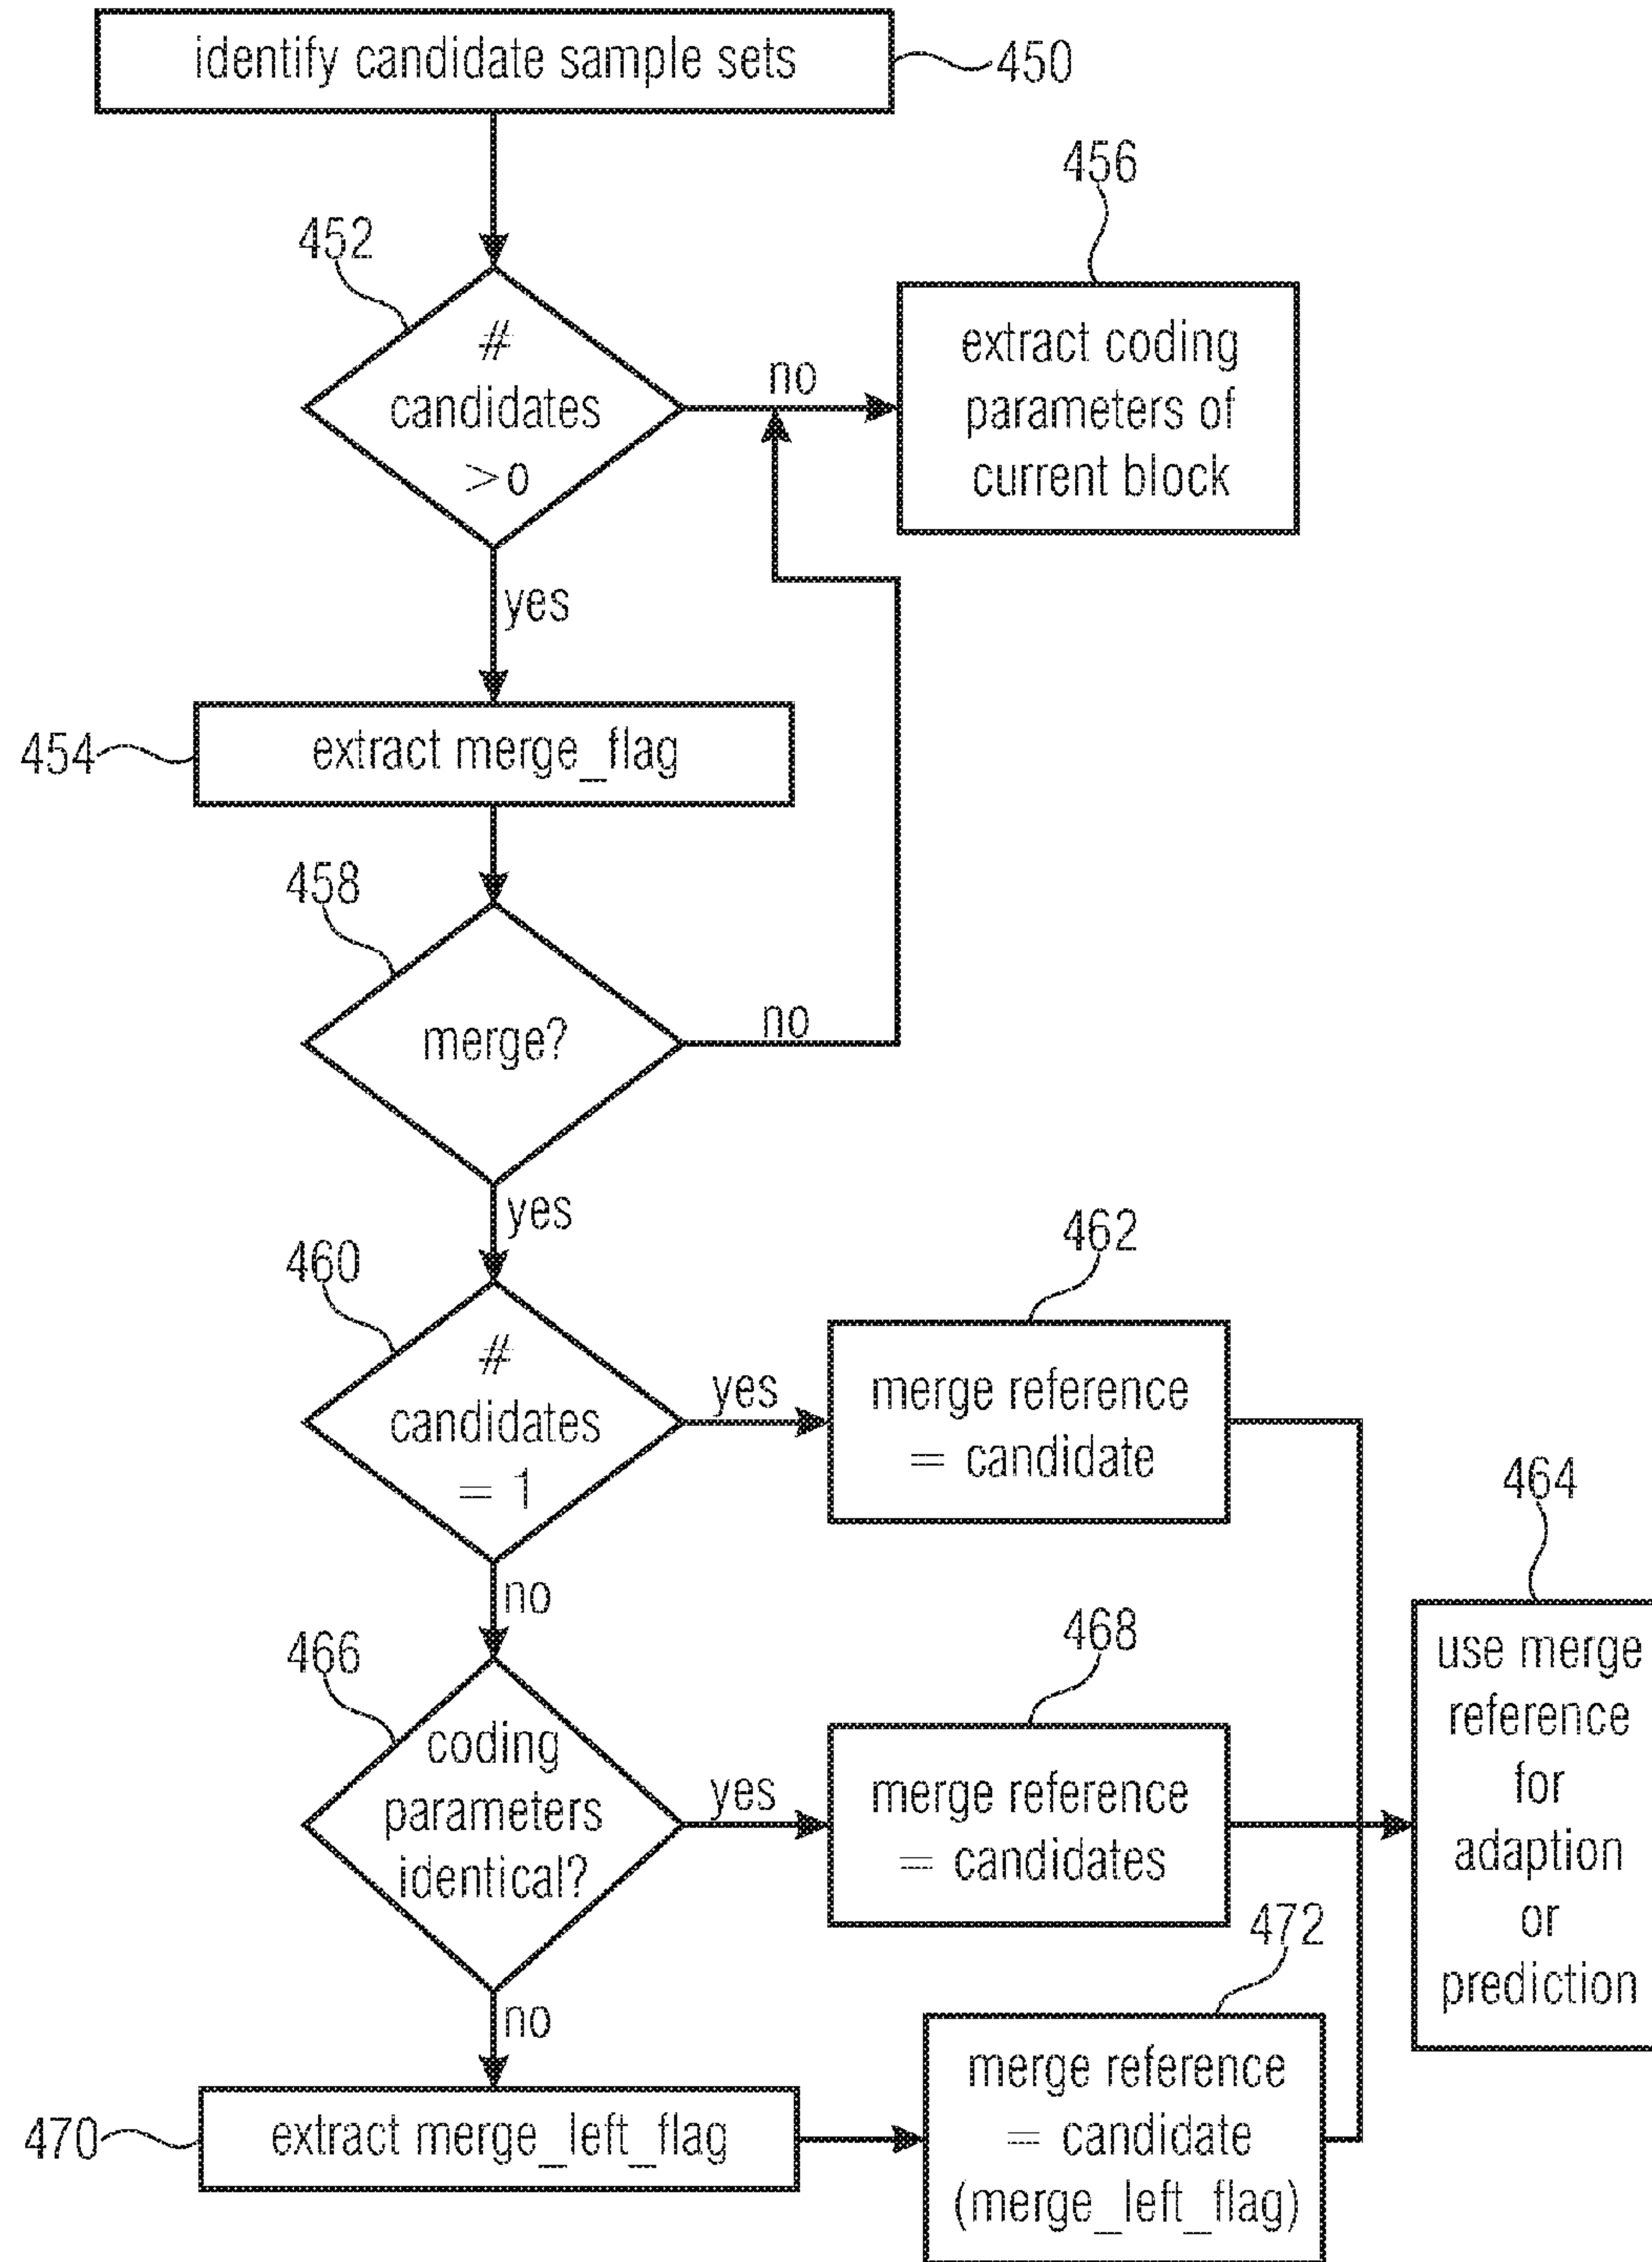 identify candidate sample sets
450
456
452
#
candidates
>o
no
extract coding
parameters of
current block
yes
454
extract merge_flag
458
merge?
no
yes
460
462
#
candidates
= 1
yes
merge reference
= candidate
464
no
466
468
coding
parameters
identical?
yes
merge reference
= candidates
use merge
reference
for
adaption
or
prediction
472
no
470
extract merge_left_flag
merge reference
= candidate
(merge_left_flag)